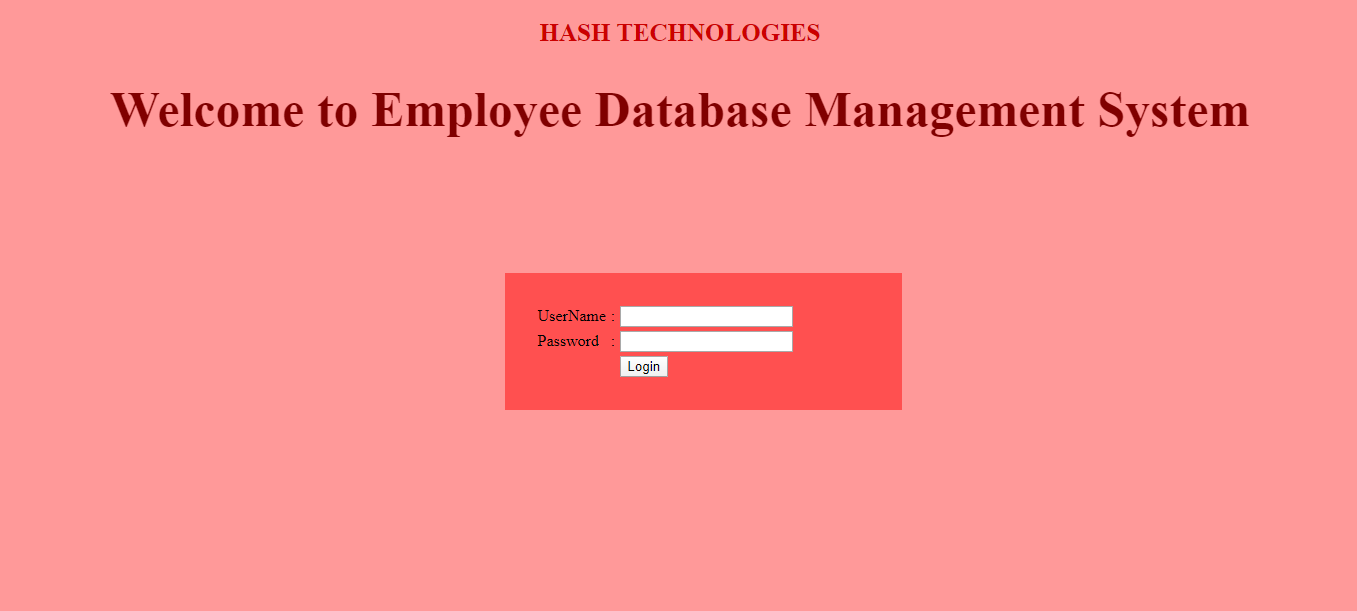 HASH TECHNOLOGIES
Welcome to Employee Database Management System
UserName :
Password :
Login